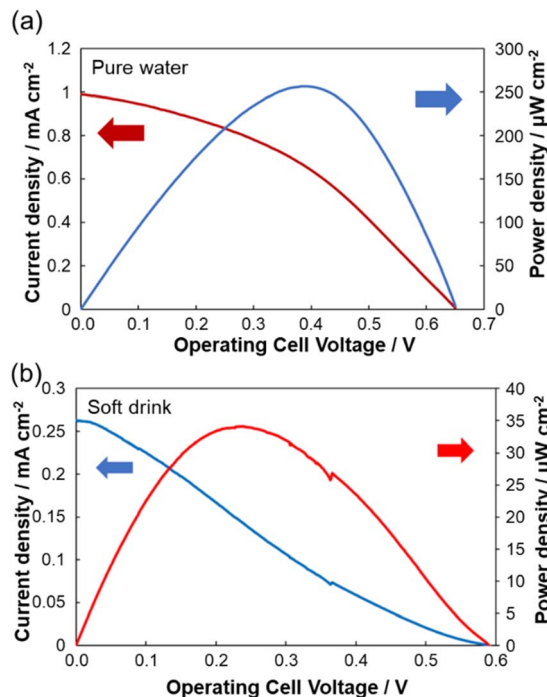 (a)
Pure water
Current density / mA cm-2
1.2
1
0.8
0.6
0.4
0.2
0
Power density / µW cm-2
300
250
200
150
100
50
0
0.0 0.1 0.2 0.3 0.4 0.5 0.6 0.7
Operating Cell Voltage / V
(b)
Soft drink
Current density / mA cm-2
0.3
0.25
0.2
0.15
0.1
0.05
0
Power density / µW cm-2
40
35
30
25
20
15
10
5
0
0.0 0.1 0.2 0.3 0.4 0.5 0.6
Operating Cell Voltage / V